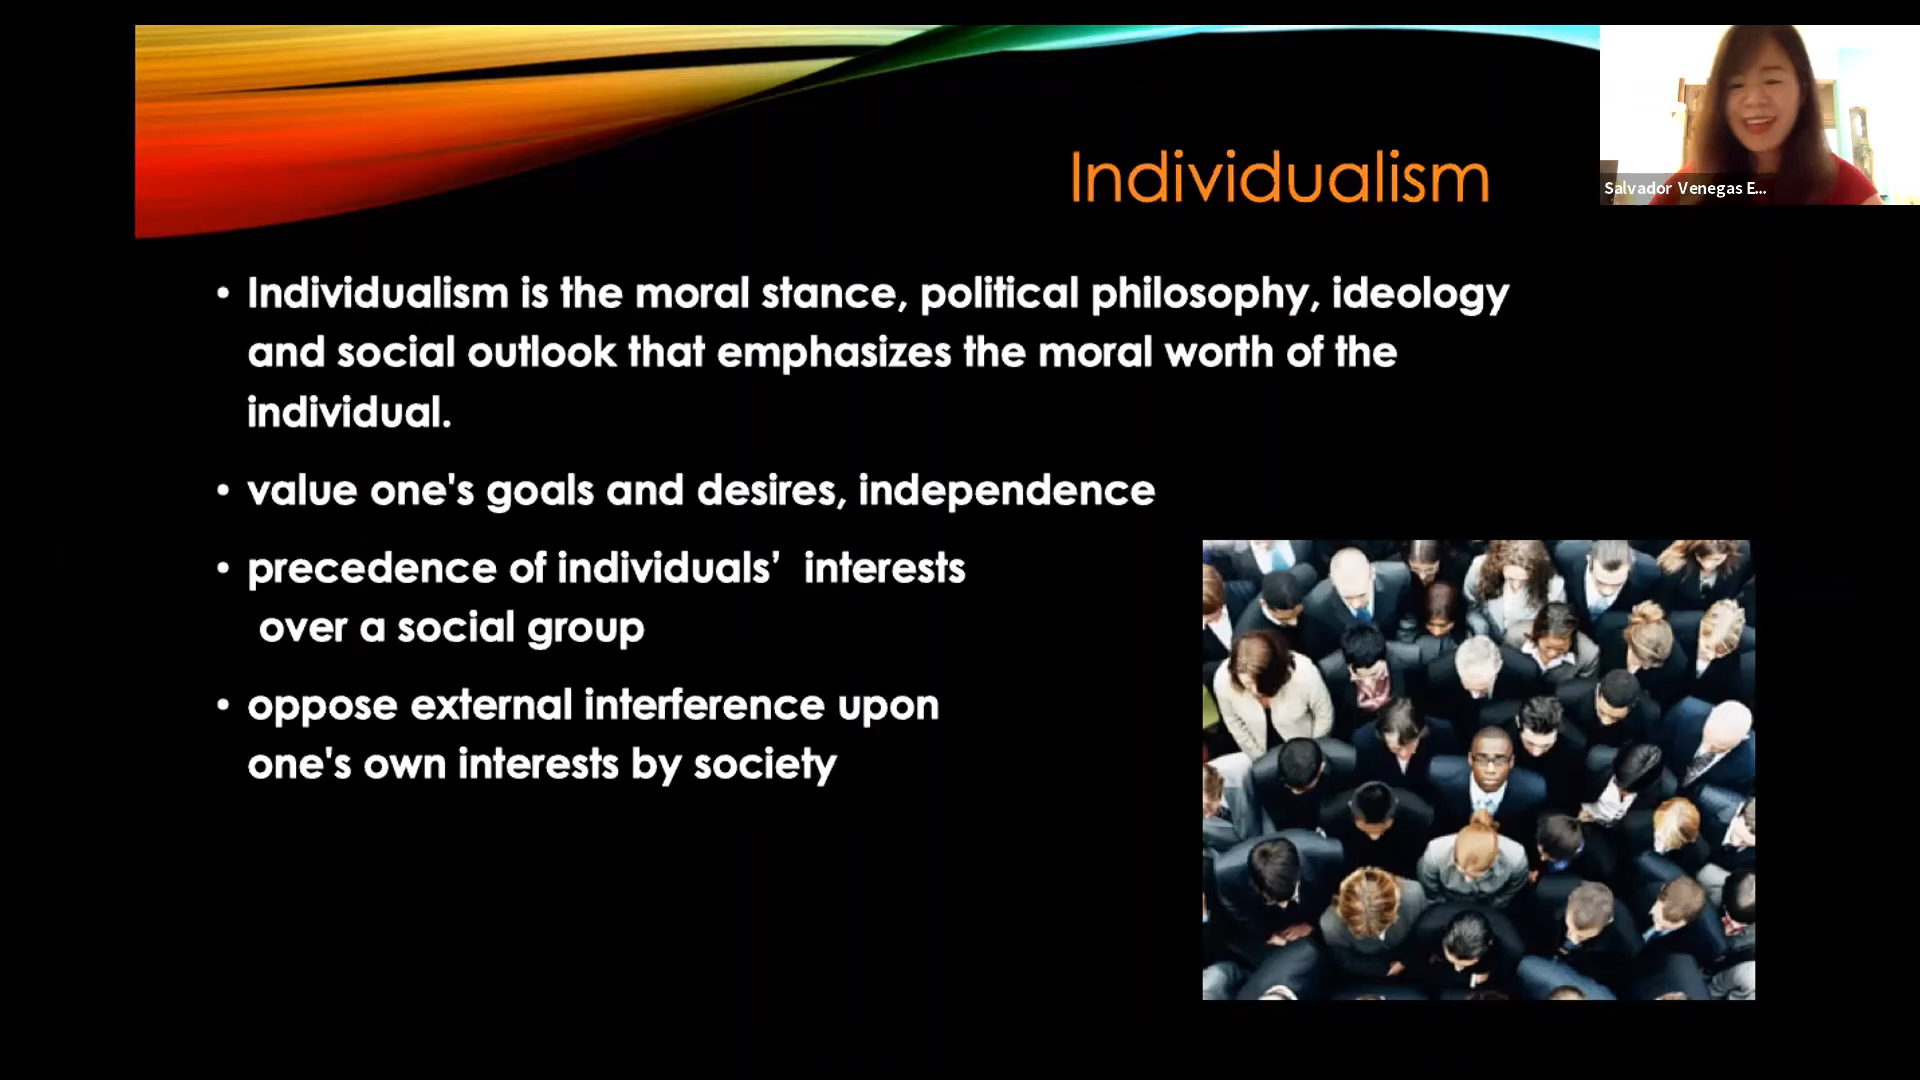 Individualism
Salvador Venegas E...
• Individualism is the moral stance, political philosophy, ideology
and social outlook that emphasizes the moral worth of the
individual.
• value one's goals and desires, independence
• precedence of individuals’  interests
over a social group
• oppose external interference upon
one's own interests by society